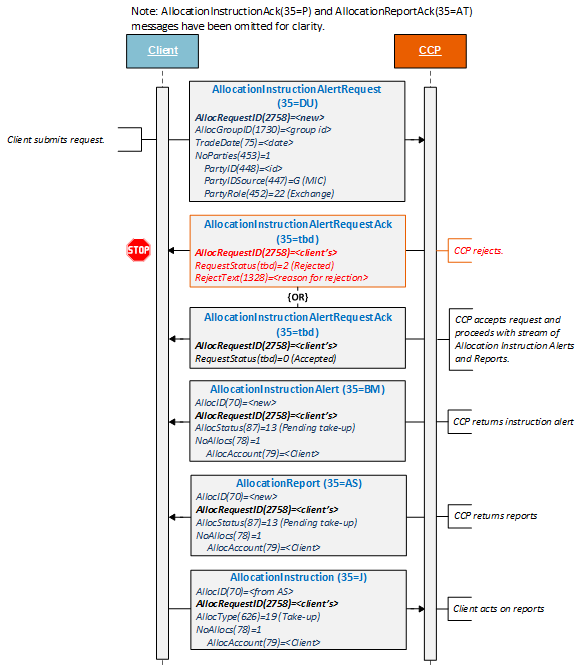 Note: AllocationInstructionAck(35=P) and AllocationReportAck(35=AT)
messages have been omitted for clarity.
Client
CCP
AllocationInstructionAlertRequest
(35=DU)
AllocRequestID(2758)=<new>
AllocGroupID(1730)=<group id>
TradeDate(75)=<date>
NoParties(453)=1
PartyID(448)=<id>
PartyIDSource(447)=G (MIC)
PartyRole(452)=22 (Exchange)
Client submits request.
AllocationInstructionAlertRequestAck
(35=tbd)
AllocRequestID(2758)=<client's>
RequestStatus(tbd)=2 (Rejected)
RejectText(1328)=<reason for rejection>
STOP
CCP rejects.
{OR}
AllocationInstructionAlertRequestAck
(35=tbd)
AllocRequestID(2758)=<client's>
RequestStatus(tbd)=0 (Accepted)
CCP accepts request and
proceeds with stream of
Allocation Instruction Alerts
and Reports.
AllocationInstructionAlert (35=BM)
AllocID(70)=<new>
AllocRequestID(2758)=<client's>
AllocStatus(87)=13 (Pending take-up)
NoAllocs(78)=1
AllocAccount(79)=<Client>
CCP returns instruction alert
AllocationReport (35=AS)
AllocID(70)=<new>
AllocRequestID(2758)=<client's>
AllocStatus(87)=13 (Pending take-up)
NoAllocs(78)=1
AllocAccount(79)=<Client>
CCP returns reports
AllocationInstruction (35=J)
AllocID(70)=<from AS>
AllocRequestID(2758)=<client's>
AllocType(626)=19 (Take-up)
NoAllocs(78)=1
AllocAccount(79)=<Client>
Client acts on reports